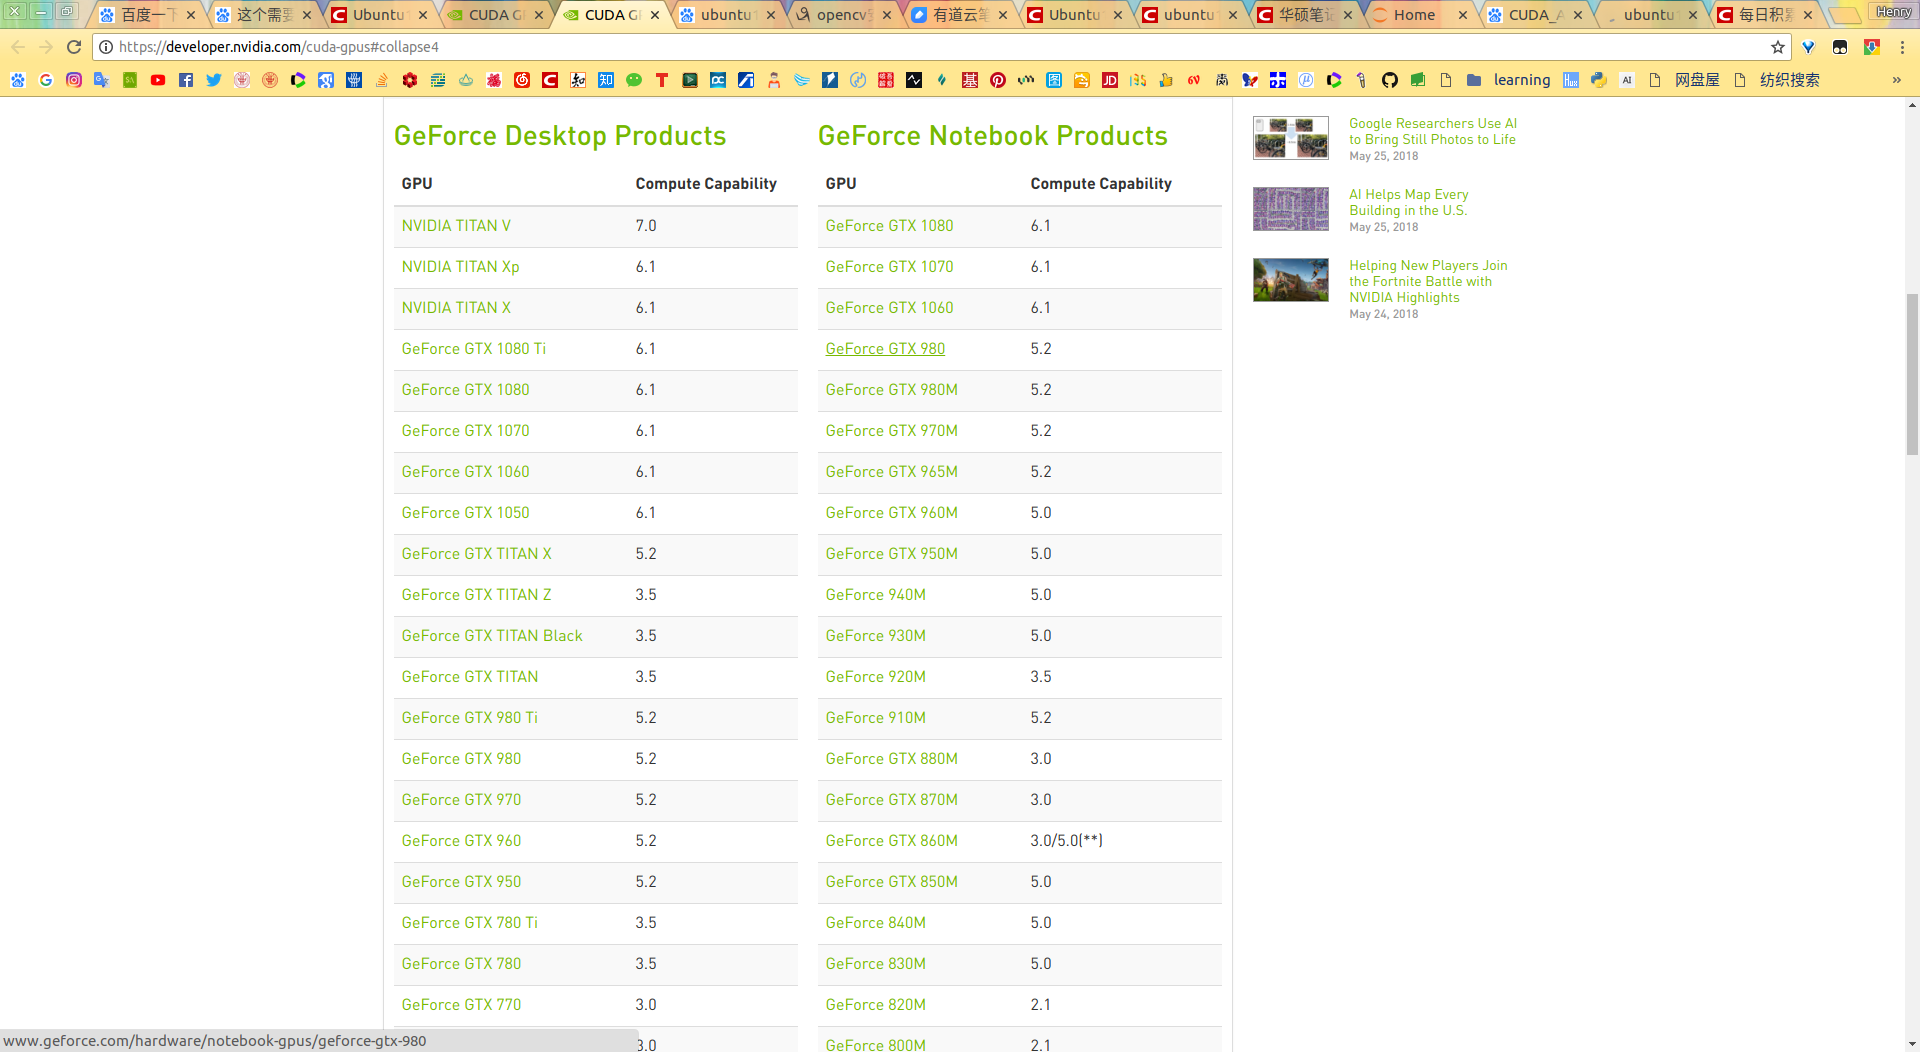 Henry
百度一下
这个需要
Ubuntu
CUDA G
CUDA G
ubuntu
opencv
有道云笔
Ubuntu
ubuntu
华硕笔记
Home
CUDA_A
ubuntu
每日积累
https://developer.nvidia.com/cuda-gpus#collapse4
learning
网盘屋
纺织搜索
»
GeForce Desktop Products
GPU Compute Capability
NVIDIA TITAN V 7.0
NVIDIA TITAN Xp 6.1
NVIDIA TITAN X 6.1
GeForce GTX 1080 Ti 6.1
GeForce GTX 1080 6.1
GeForce GTX 1070 6.1
GeForce GTX 1060 6.1
GeForce GTX 1050 6.1
GeForce GTX TITAN X 5.2
GeForce GTX TITAN Z 3.5
GeForce GTX TITAN Black 3.5
GeForce GTX TITAN 3.5
GeForce GTX 980 Ti 5.2
GeForce GTX 980 5.2
GeForce GTX 970 5.2
GeForce GTX 960 5.2
GeForce GTX 950 5.2
GeForce GTX 780 Ti 3.5
GeForce GTX 780 3.5
GeForce GTX 770 3.0
3.0
GeForce Notebook Products
GPU Compute Capability
GeForce GTX 1080 6.1
GeForce GTX 1070 6.1
GeForce GTX 1060 6.1
GeForce GTX 980 5.2
GeForce GTX 980M 5.2
GeForce GTX 970M 5.2
GeForce GTX 965M 5.2
GeForce GTX 960M 5.0
GeForce GTX 950M 5.0
GeForce 940M 5.0
GeForce 930M 5.0
GeForce 920M 3.5
GeForce 910M 5.2
GeForce GTX 880M 3.0
GeForce GTX 870M 3.0
GeForce GTX 860M 3.0/5.0(**)
GeForce GTX 850M 5.0
GeForce 840M 5.0
GeForce 830M 5.0
GeForce 820M 2.1
GeForce 800M 2.1
Google Researchers Use AI
to Bring Still Photos to Life
May 25, 2018
AI Helps Map Every
Building in the U.S.
May 25, 2018
Helping New Players Join
the Fortnite Battle with
NVIDIA Highlights
May 24, 2018
www.geforce.com/hardware/notebook-gpus/geforce-gtx-980